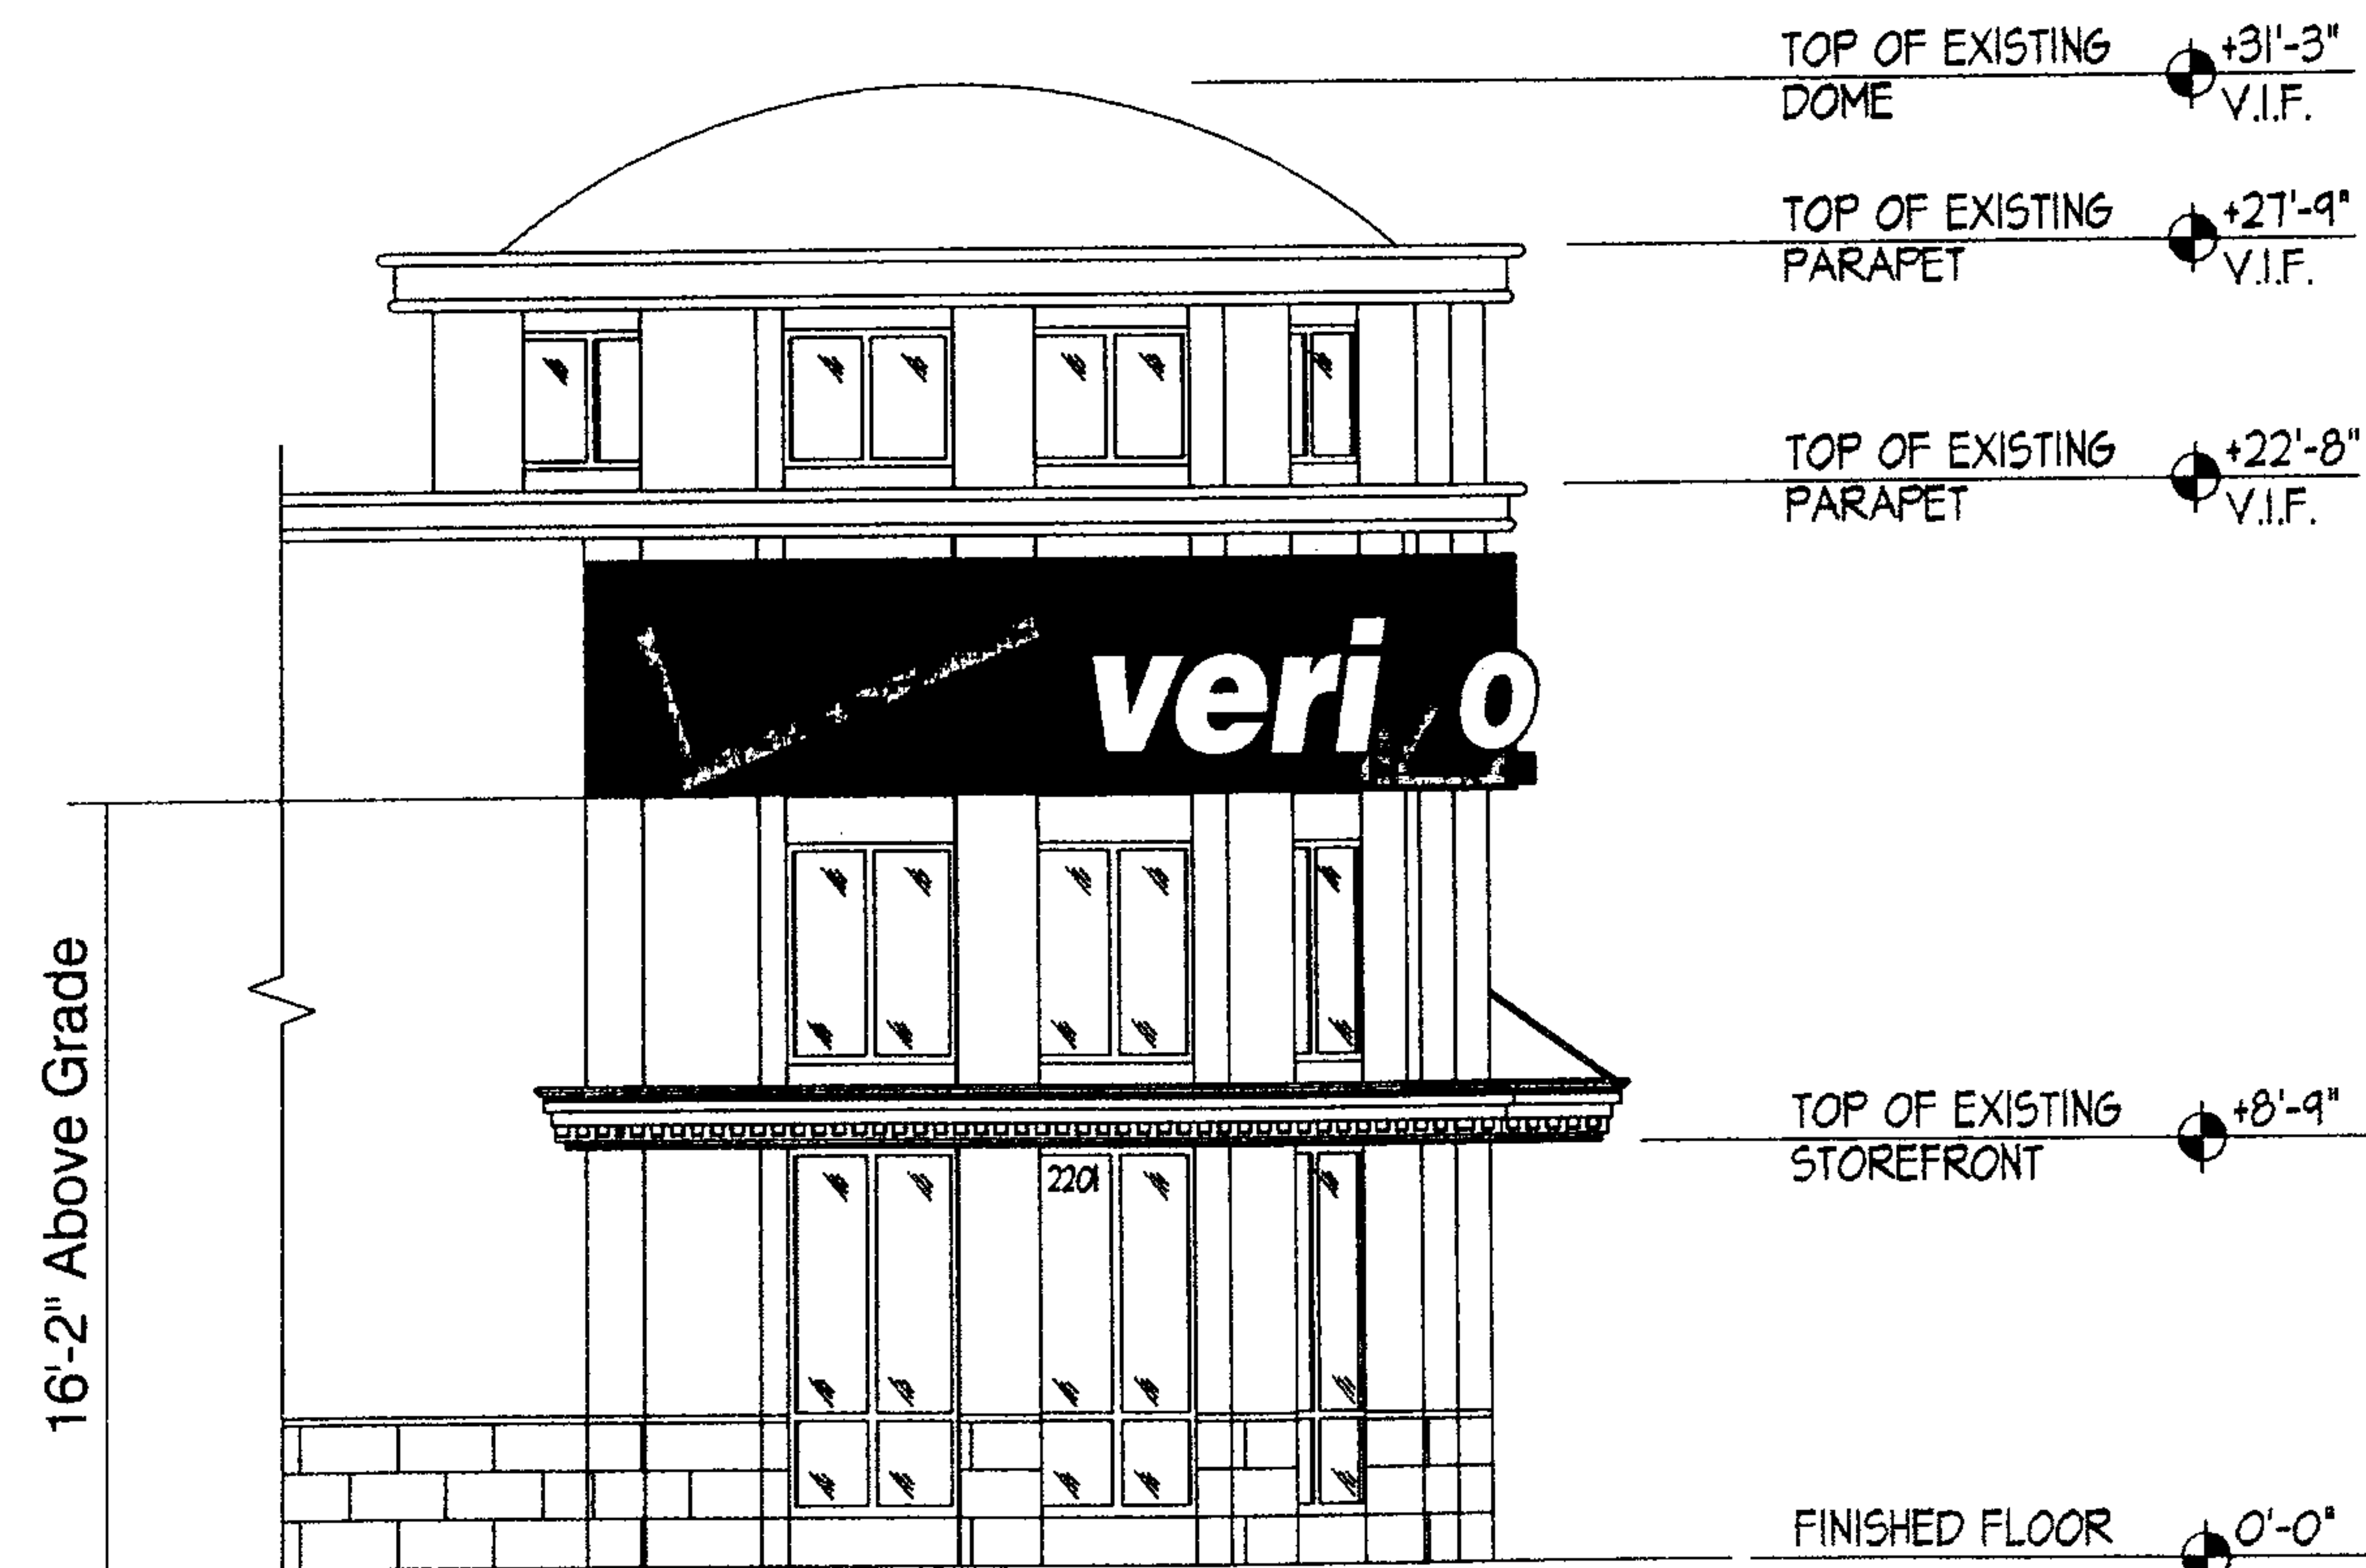 TOP OF EXISTING
DOME
+31'-3"
V.I.F.
TOP OF EXISTING
PARAPET
+27'-9"
V.I.F.
TOP OF EXISTING
PARAPET
+22'-8"
V.I.F.
verizo
16'-2" Above Grade
TOP OF EXISTING
STOREFRONT
+8'-9"
2201
FINISHED FLOOR
0'-0"